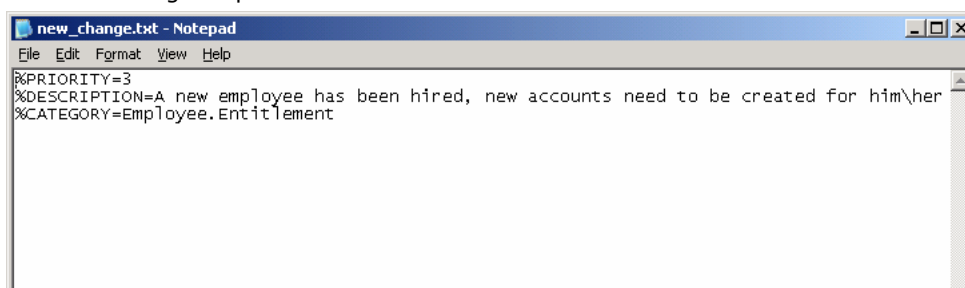 new_change.txt - Notepad
File Edit Format View Help
%PRIORITY=3
%DESCRIPTION=A new employee has been hired, new accounts need to be created for him\her
%CATEGORY=Employee.Entitlement